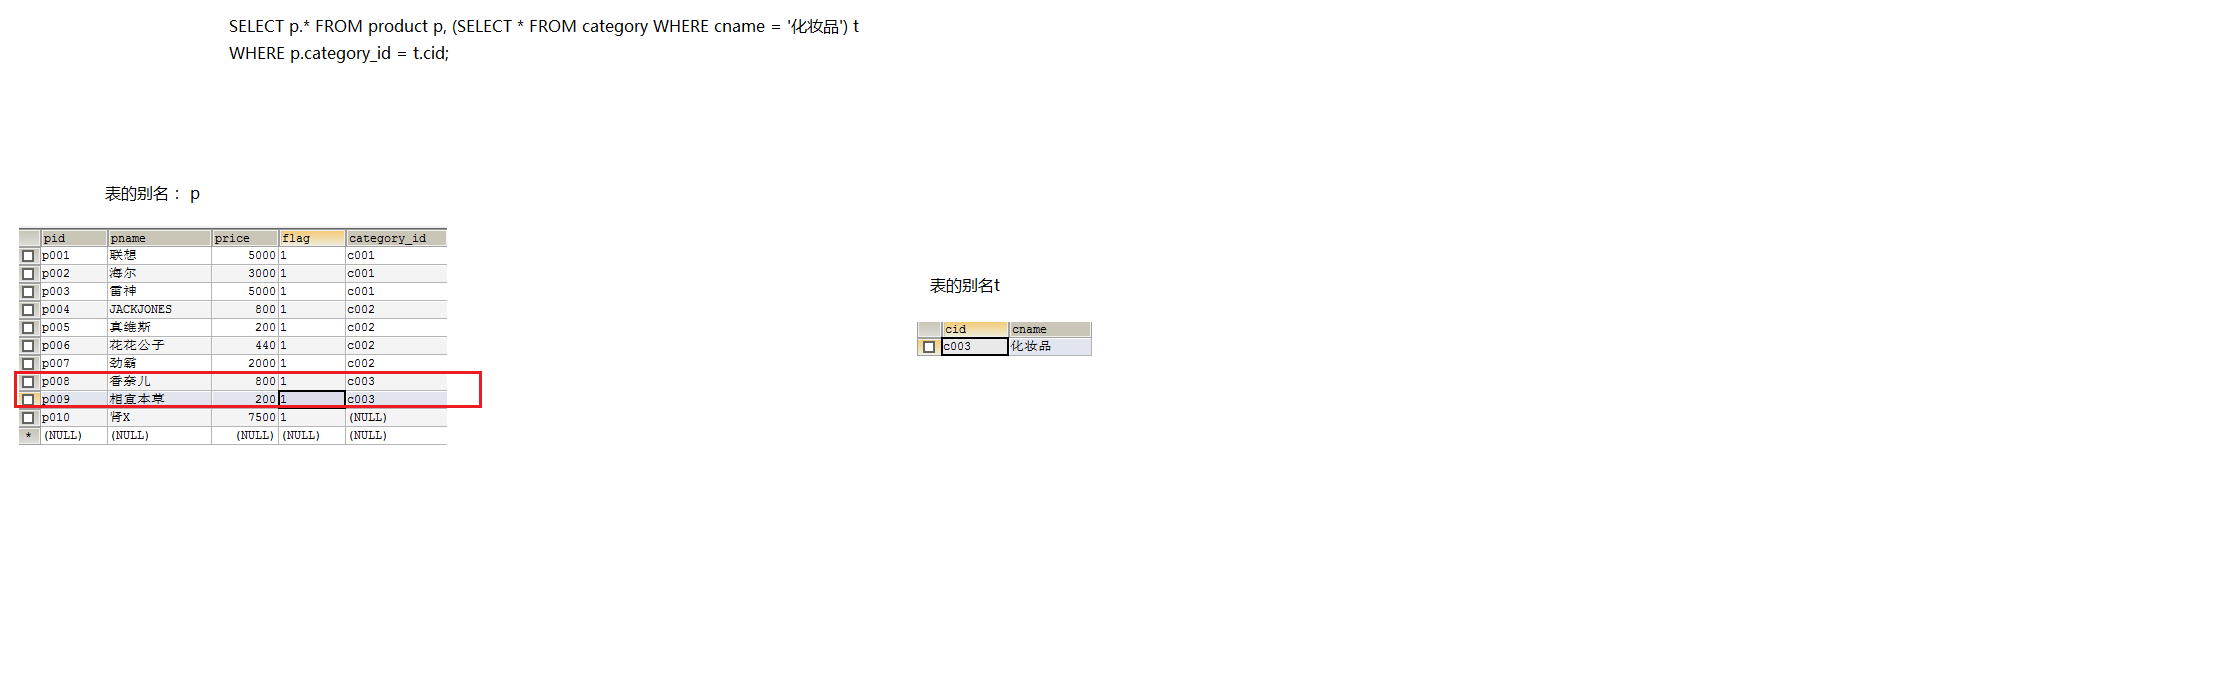 SELECT p.* FROM product p, (SELECT * FROM category WHERE cname = '化妆品') t
WHERE p.category_id = t.cid;
表的别名： p
pid pname price flag category_id
p001 联想 5000 1 c001
p002 海尔 3000 1 c001
p003 雷神 5000 1 c001
p004 JACKJONES 800 1 c002
p005 真维斯 200 1 c002
p006 花花公子 440 1 c002
p007 劲霸 2000 1 c002
p008 香奈儿 800 1 c003
p009 相宜本草 200 1 c003
p010 肾X 7500 1 (NULL)
* (NULL) (NULL) (NULL) (NULL) (NULL)
表的别名t
cid cname
c003 化妆品